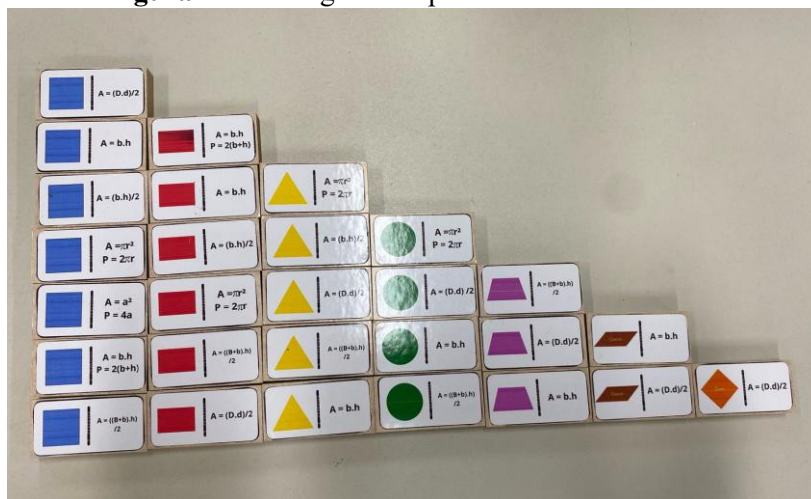 A = (D.d)/2
A = b.h
A = b.h
P = 2(b+h)
A = (b.h)/2
A = b.h
A =πr²
P = 2πr
A =πr²
P = 2πr
A = (b.h)/2
A = (b.h)/2
A =πr²
P = 2πr
A = a²
P = 4a
A =πr²
P = 2πr
A = (D.d)/2
A = (D.d) /2
A = ((B+b).h)
/2
A = b.h
P = 2(b+h)
A = ((B+b).h)
/2
A = ((B+b).h)
/2
A = b.h
A = (D.d)/2
A = b.h
A = ((B+b).h)
/2
A = (D.d)/2
A = b.h
A = ((B+b).h)
/2
A = b.h
A = (D.d)/2
A = (D.d)/2